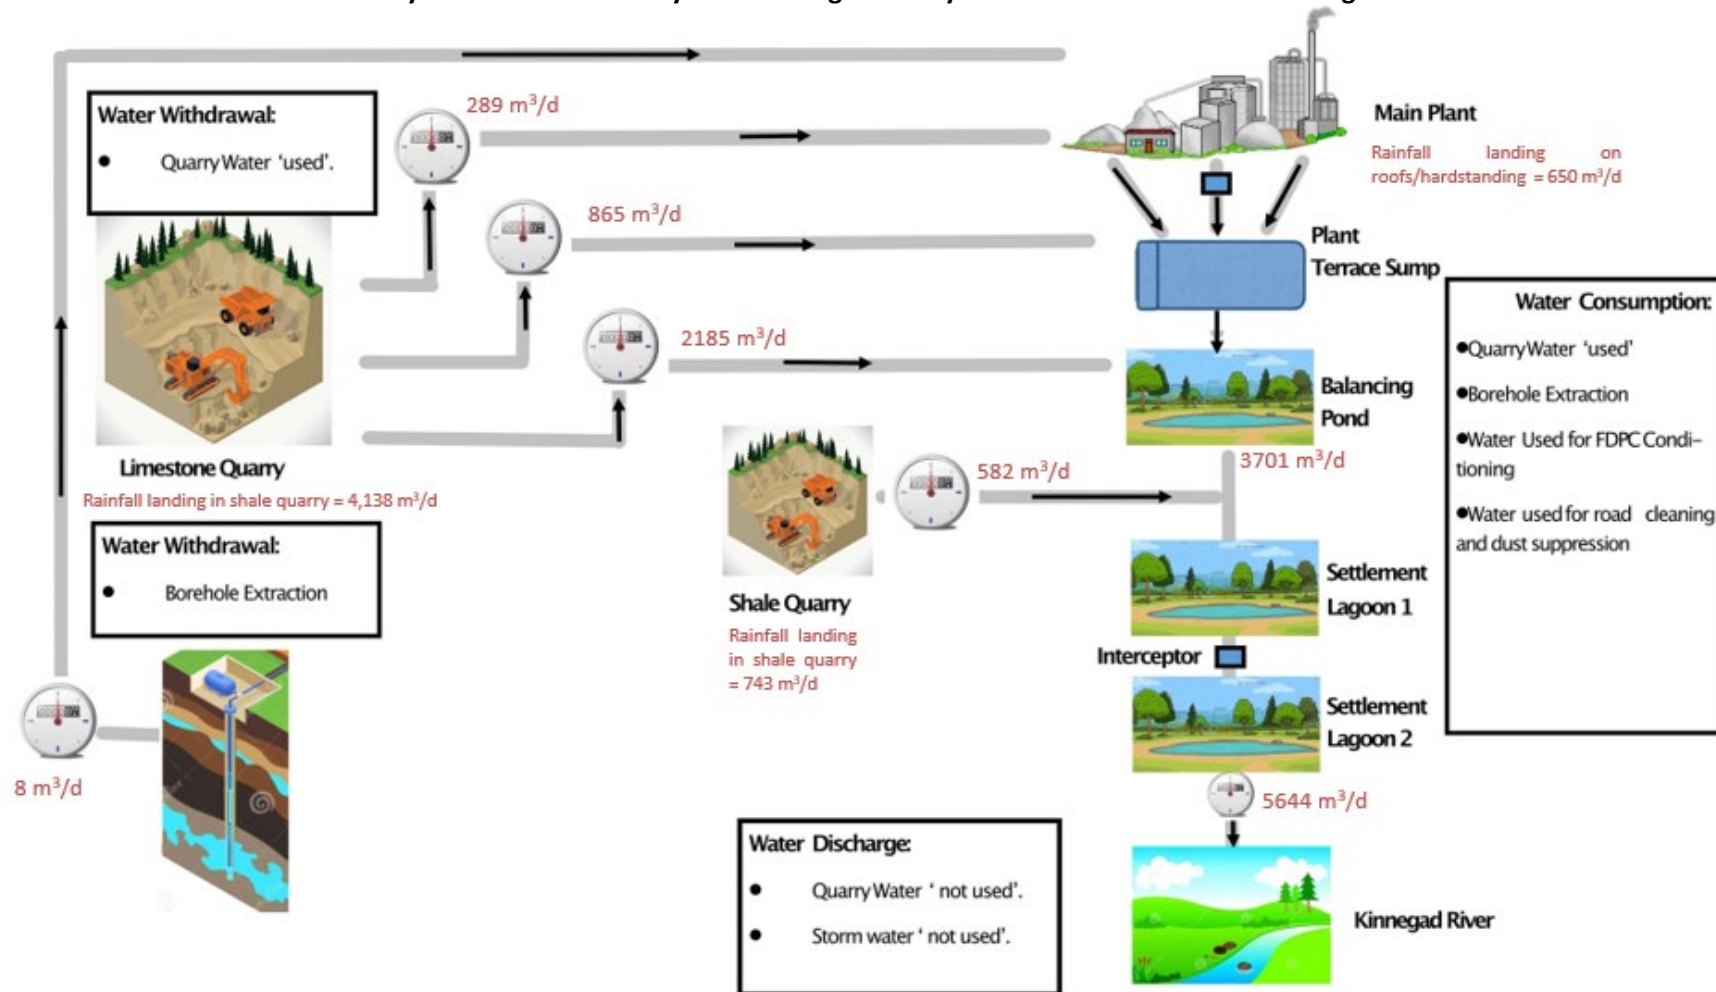 289 m³/d
Water Withdrawal:
● Quarry Water ‘used’.
Main Plant
Rainfall landing on
roofs/hardstanding = 650 m³/d
865 m³/d
Plant
Terrace Sump
2185 m³/d
Water Consumption:
●Quarry Water ‘used’
●Borehole Extraction
●Water Used for FDPC Condi-
tioning
●Water used for road cleaning
and dust suppression
Balancing
Pond
3701 m³/d
Limestone Quarry
Rainfall landing in shale quarry = 4,138 m³/d
582 m³/d
Water Withdrawal:
● Borehole Extraction
Shale Quarry
Rainfall landing
in shale quarry
= 743 m³/d
Settlement
Lagoon 1
Interceptor
Settlement
Lagoon 2
8 m³/d
5644 m³/d
Water Discharge:
● Quarry Water ‘ not used’.
● Storm water ‘ not used’.
Kinnegad River